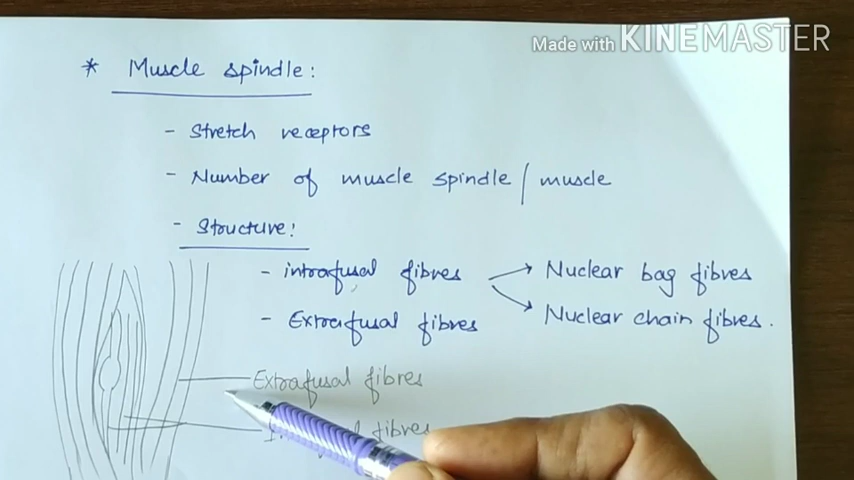 Made with KINEMASTER
* Muscle spindle:
- Stretch receptors
- Number of muscle spindle / muscle
- Structure:
- intrafusal fibres → Nuclear bag fibres
- Extrafusal fibres → Nuclear chain fibres.
Extrafusal fibres
fibres